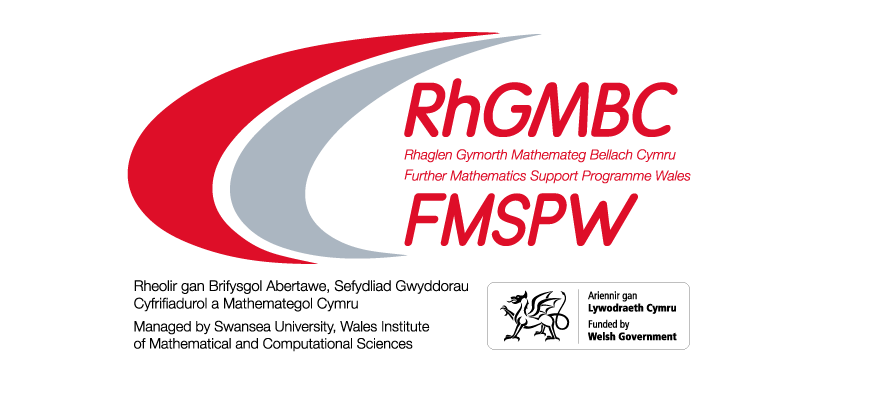 RhGMBC
Rhaglen Gymorth Mathemateg Bellach Cymru
Further Mathematics Support Programme Wales
FMSPW
Rheolir gan Brifysgol Abertawe, Sefydliad Gwyddorau
Cyfrifiadurol a Mathemategol Cymru
Managed by Swansea University, Wales Institute
of Mathematical and Computational Sciences
Ariennir gan
Lywodraeth Cymru
Funded by
Welsh Government